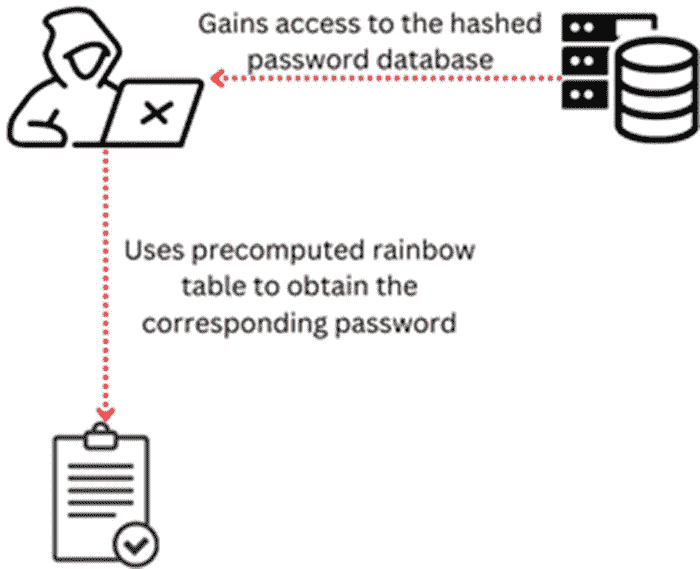 Gains access to the hashed
password database
Uses precomputed rainbow
table to obtain the
corresponding password